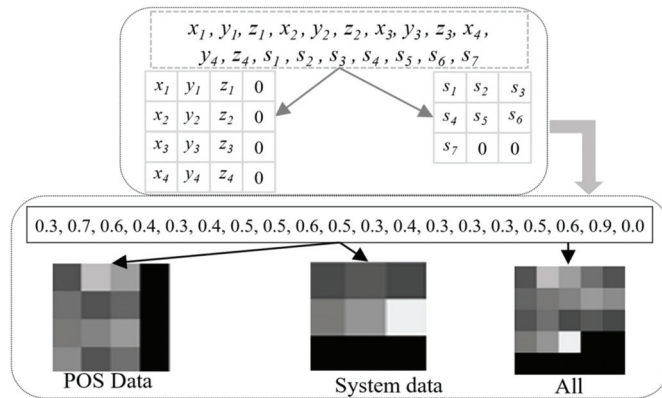 x₁, y₁, z₁, x₂, y₂, z₂, x₃, y₃, z₃, x₄,
y₄, z₄, s₁, s₂, s₃, s₄, s₅, s₆, s₇
x₁ y₁ z₁ 0
x₂ y₂ z₂ 0
x₃ y₃ z₃ 0
x₄ y₄ z₄ 0
s₁ s₂ s₃
s₄ s₅ s₆
s₇ 0 0
0.3, 0.7, 0.6, 0.4, 0.3, 0.4, 0.5, 0.5, 0.6, 0.5, 0.3, 0.4, 0.3, 0.3, 0.3, 0.5, 0.6, 0.9, 0.0
POS Data
System data
All